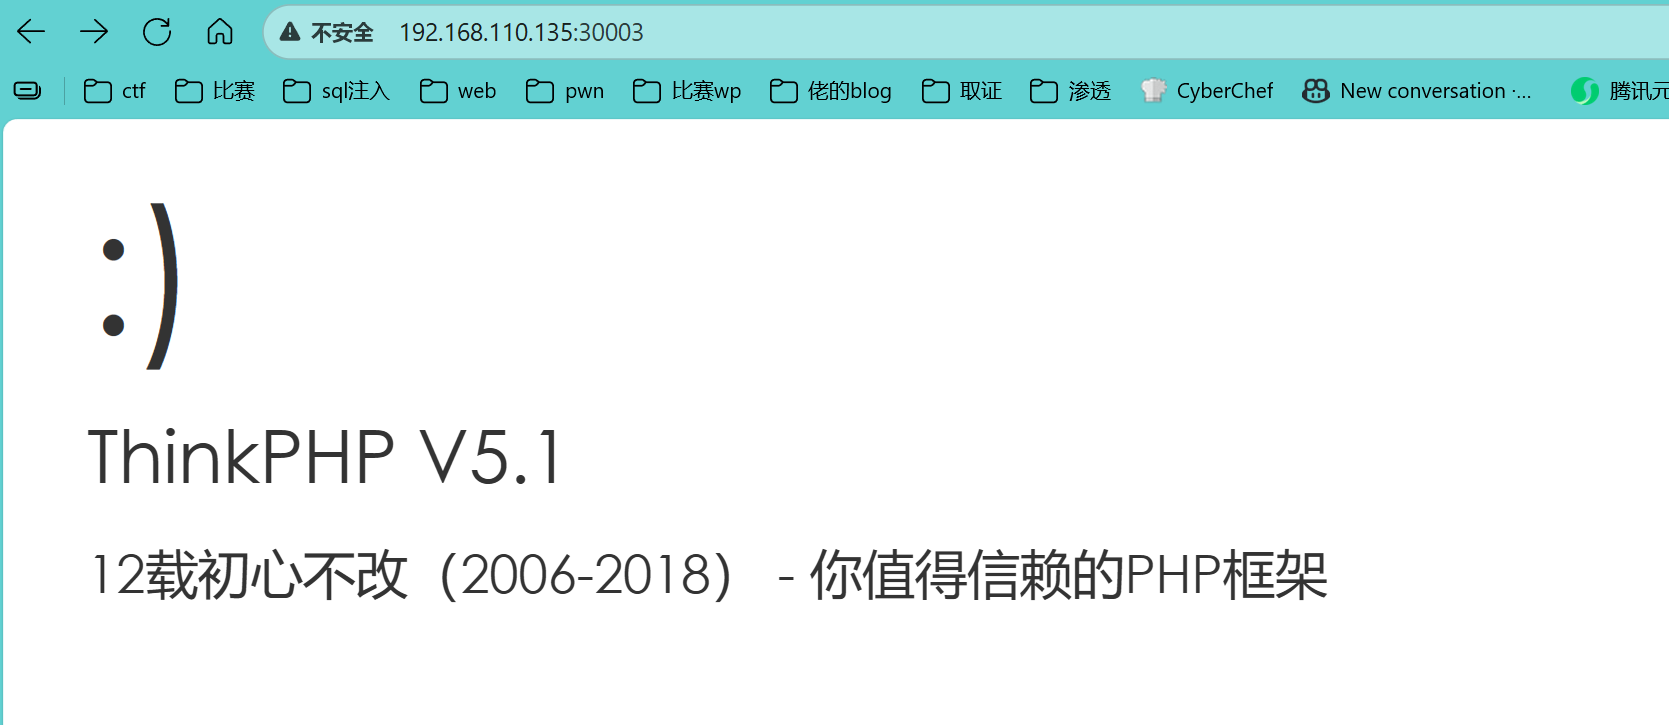 不安全 192.168.110.135:30003
ctf 比赛 sql注入 web pwn 比赛wp 佬的blog 取证 渗透 CyberChef New conversation ·... 腾讯元
:)
ThinkPHP V5.1
12载初心不改（2006-2018） - 你值得信赖的PHP框架